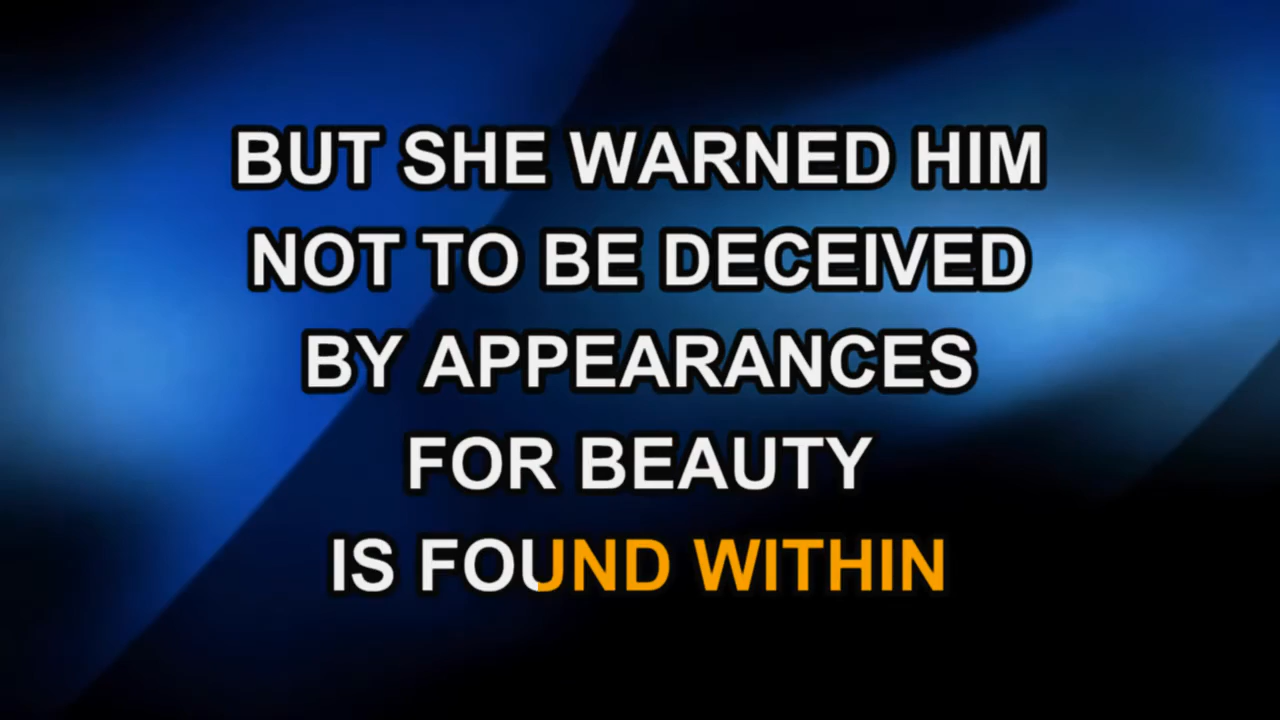 BUT SHE WARNED HIM
NOT TO BE DECEIVED
BY APPEARANCES
FOR BEAUTY
IS FOUND WITHIN